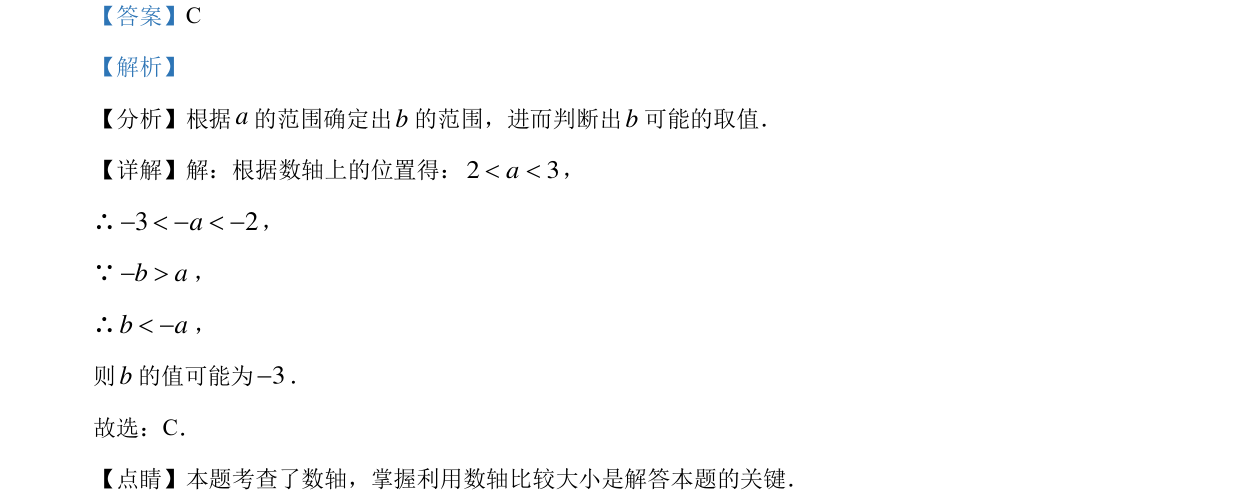 【答案】C
【解析】
【分析】根据a的范围确定出b的范围，进而判断出b可能的取值．
【详解】解：根据数轴上的位置得：2<a<3，
∴−3<−a<−2，
∵−b>a，
∴b<−a，
则b的值可能为−3．
故选：C．
【点睛】本题考查了数轴，掌握利用数轴比较大小是解答本题的关键．